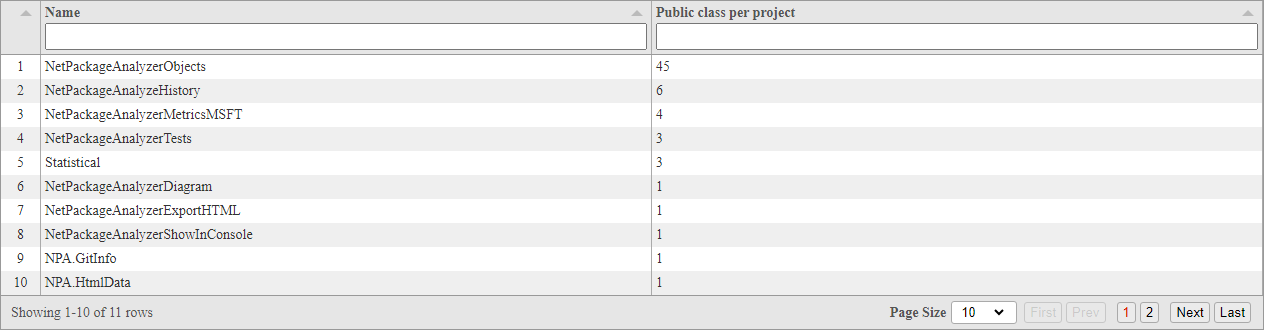 Name Public class per project
1 NetPackageAnalyzerObjects 45
2 NetPackageAnalyzeHistory 6
3 NetPackageAnalyzerMetricsMSFT 4
4 NetPackageAnalyzerTests 3
5 Statistical 3
6 NetPackageAnalyzerDiagram 1
7 NetPackageAnalyzerExportHTML 1
8 NetPackageAnalyzerShowInConsole 1
9 NPA.GitInfo 1
10 NPA.HtmlData 1
Showing 1-10 of 11 rows Page Size 10 First Prev 1 2 Next Last